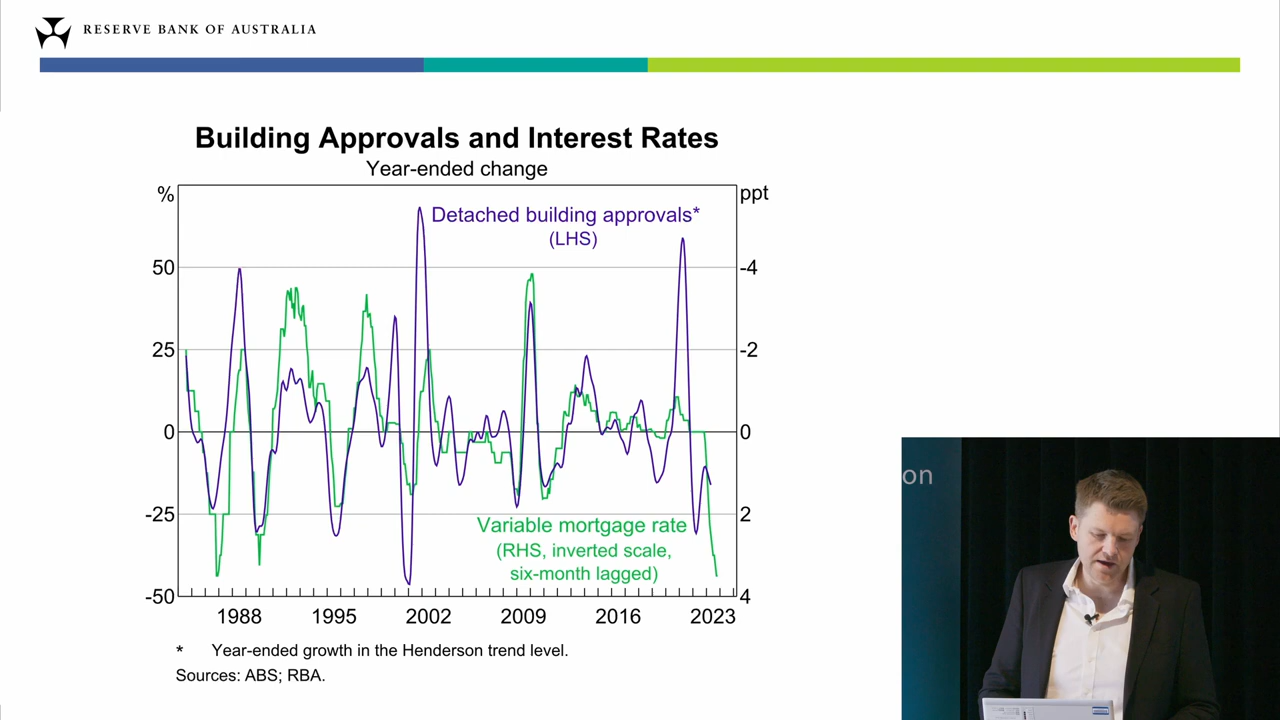 RESERVE BANK OF AUSTRALIA
Building Approvals and Interest Rates
Year-ended change
% ppt
Detached building approvals*
(LHS)
50 -4
25 -2
0 0
-25 2
Variable mortgage rate
(RHS, inverted scale,
six-month lagged)
-50 4
1988 1995 2002 2009 2016 2023
* Year-ended growth in the Henderson trend level.
Sources: ABS; RBA.
on